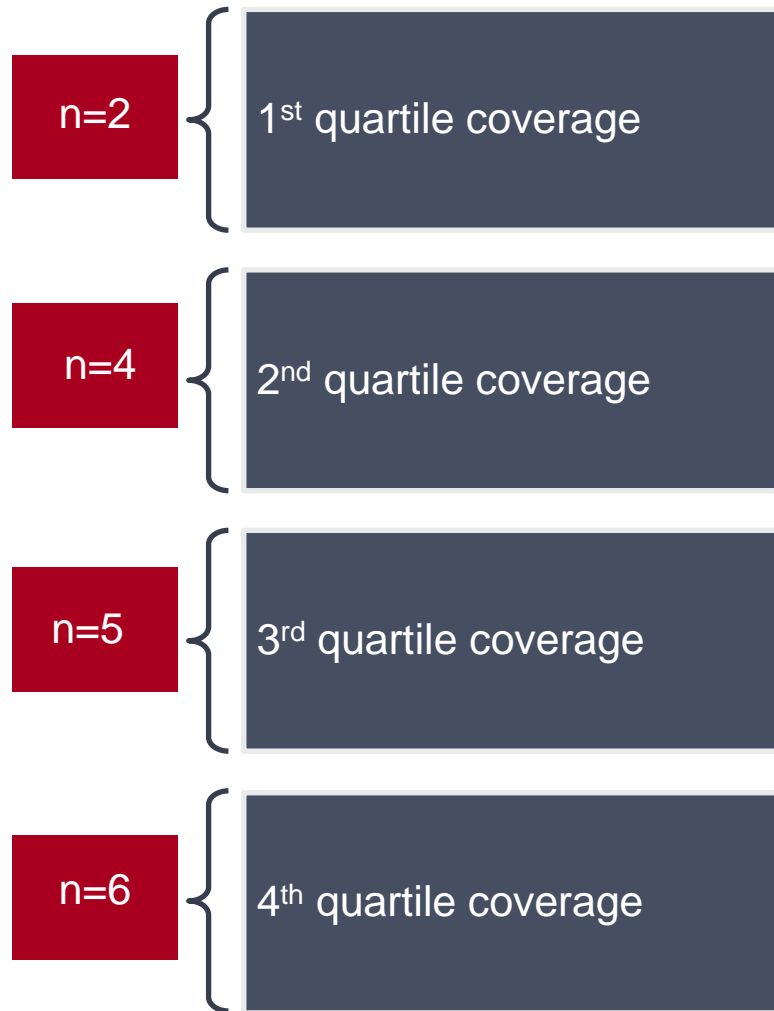 n=2
1st quartile coverage
n=4
2nd quartile coverage
n=5
3rd quartile coverage
n=6
4th quartile coverage